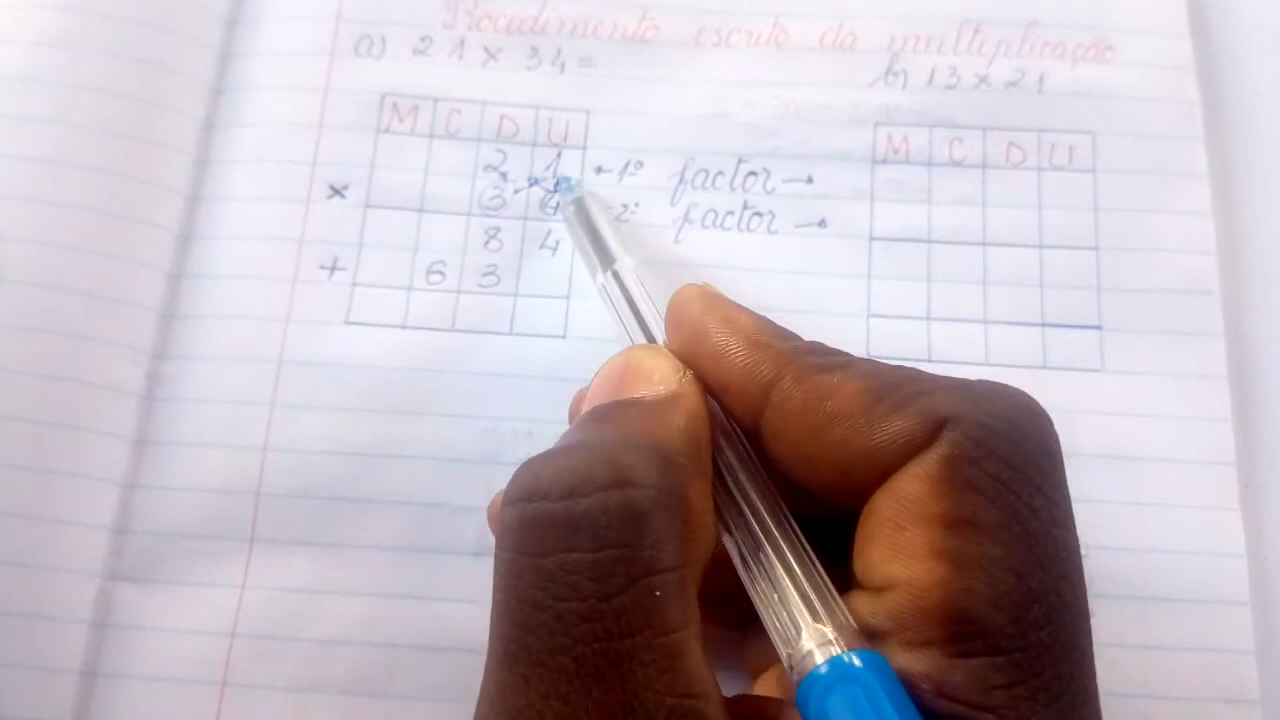 Procedimento escrito da multiplicação
a) 21 x 34 =
b) 13 x 21
M C D U
2 1 ← 1º factor →
x 3 4 2º factor →
8 4
+ 6 3
M C D U